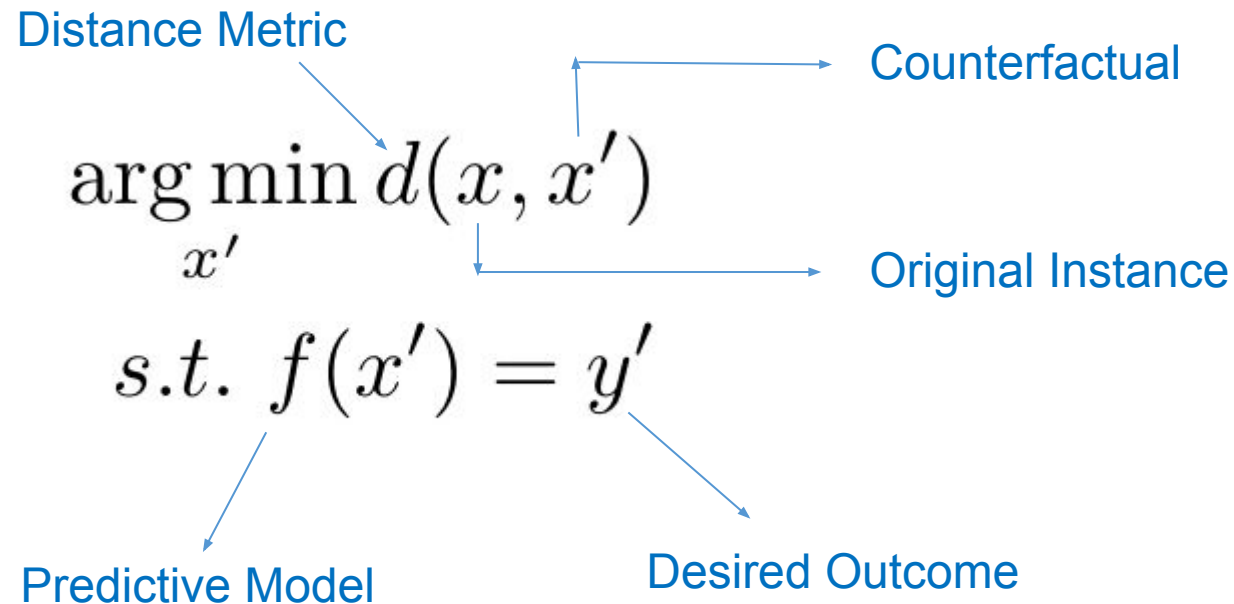 Distance Metric
Counterfactual
arg min d(x, x′)
x′
Original Instance
s.t. f(x′) = y′
Predictive Model
Desired Outcome